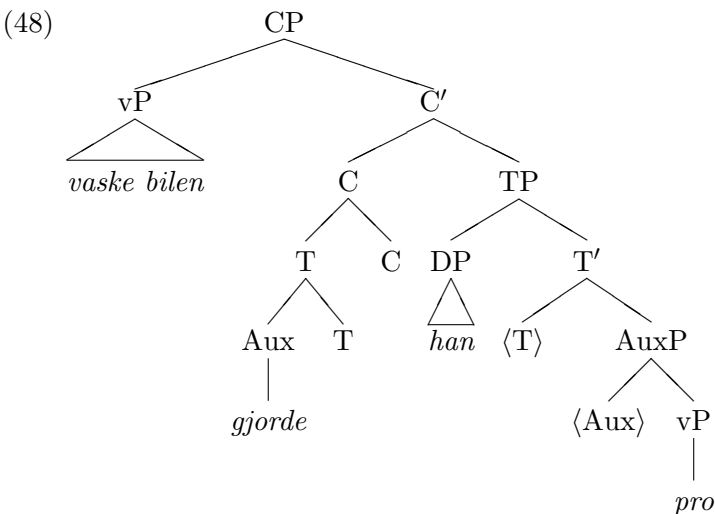 (48) CP
vP C′
vaske bilen C TP
T C DP T′
Aux T han ⟨T⟩ AuxP
gjorde ⟨Aux⟩ vP
pro